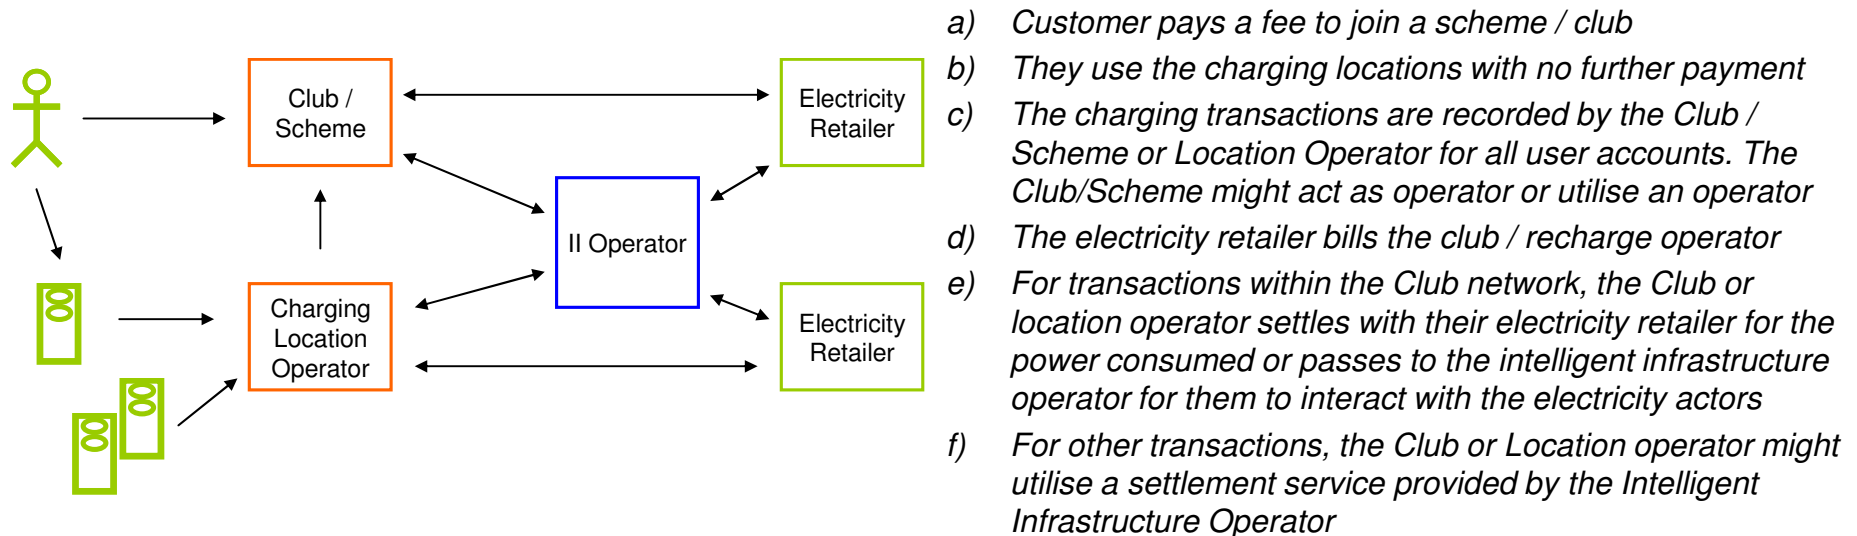 Club /
Scheme
Electricity
Retailer
II Operator
Charging
Location
Operator
Electricity
Retailer
a) Customer pays a fee to join a scheme / club
b) They use the charging locations with no further payment
c) The charging transactions are recorded by the Club /
Scheme or Location Operator for all user accounts. The
Club/Scheme might act as operator or utilise an operator
d) The electricity retailer bills the club / recharge operator
e) For transactions within the Club network, the Club or
location operator settles with their electricity retailer for the
power consumed or passes to the intelligent infrastructure
operator for them to interact with the electricity actors
f) For other transactions, the Club or Location operator might
utilise a settlement service provided by the Intelligent
Infrastructure Operator